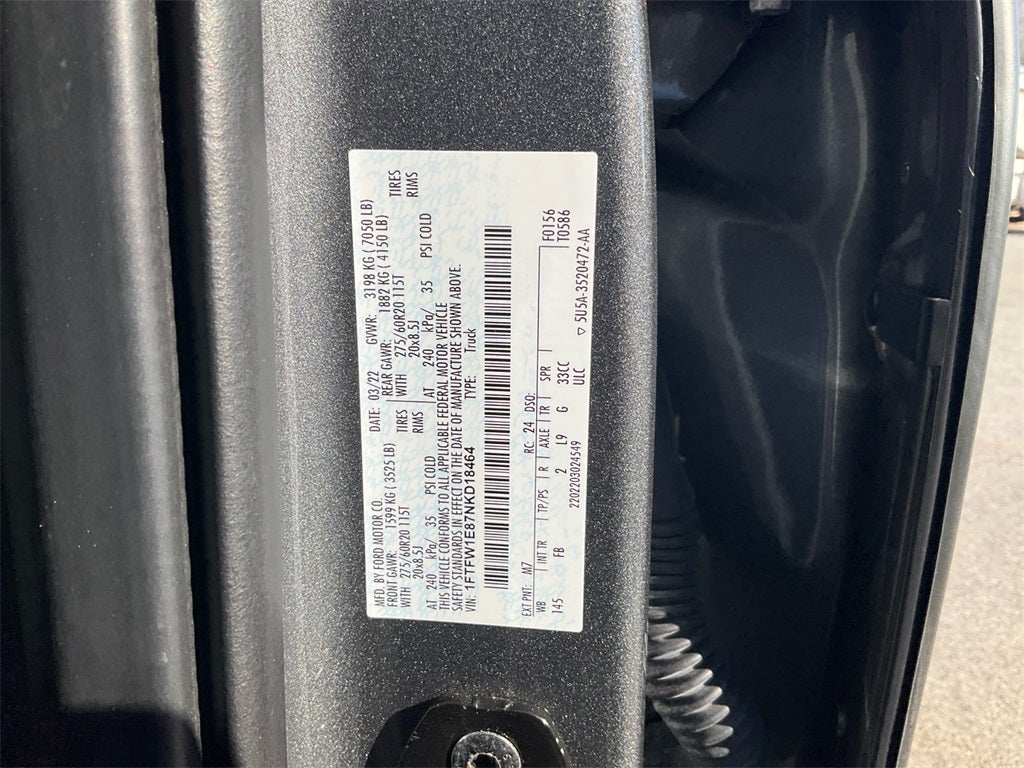 MFD. BY FORD MOTOR CO. DATE: 03/22 GVWR: 3198 KG ( 7050 LB)
FRONT GAWR: 1599 KG ( 3525 LB) REAR GAWR: 1882 KG ( 4150 LB)
WITH 275/60R20 115T TIRES WITH 275/60R20 115T TIRES
20x8.5J RIMS 20x8.5J RIMS
AT 240 kPa/ 35 PSI COLD AT 240 kPa/ 35 PSI COLD
THIS VEHICLE CONFORMS TO ALL APPLICABLE FEDERAL MOTOR VEHICLE
SAFETY STANDARDS IN EFFECT ON THE DATE OF MANUFACTURE SHOWN ABOVE.
VIN: 1FTFW1E87NKD18464 TYPE: Truck
EXT PNT: M7 RC: 24 DSO: F0156
WB INT TR TP/PS R AXLE TR SPR T0586
145 FB 2 L9 G 33CC ▽ 5U5A-3520472-AA
2202203024549 ULC